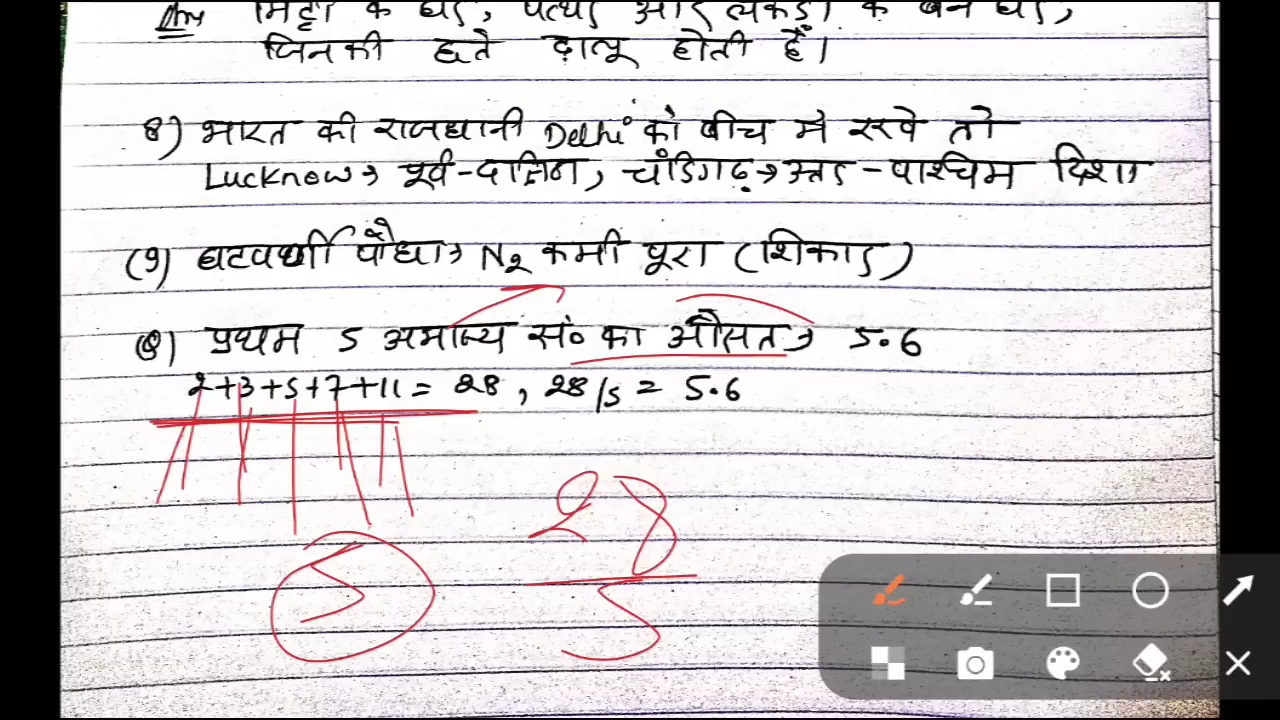 Ans मिट्टी के घर, पत्थर और लकड़ी के बने घर,
जिनकी छते ढ़ालू होती हैं।
8) भारत की राजधानी Delhi को बीच मे रखे तो
Lucknow → पूर्व-दक्षिण, चांडिगढ़ → उत्तर - पश्चिम दिशा
(9) घटपर्णी पौधा → N2 कमी पूरा (शिकार)
प्रथम 5 अभाज्य सं० का औसत → 5.6
2+3+5+7+11 = 28, 28/5 = 5.6
28
5
5